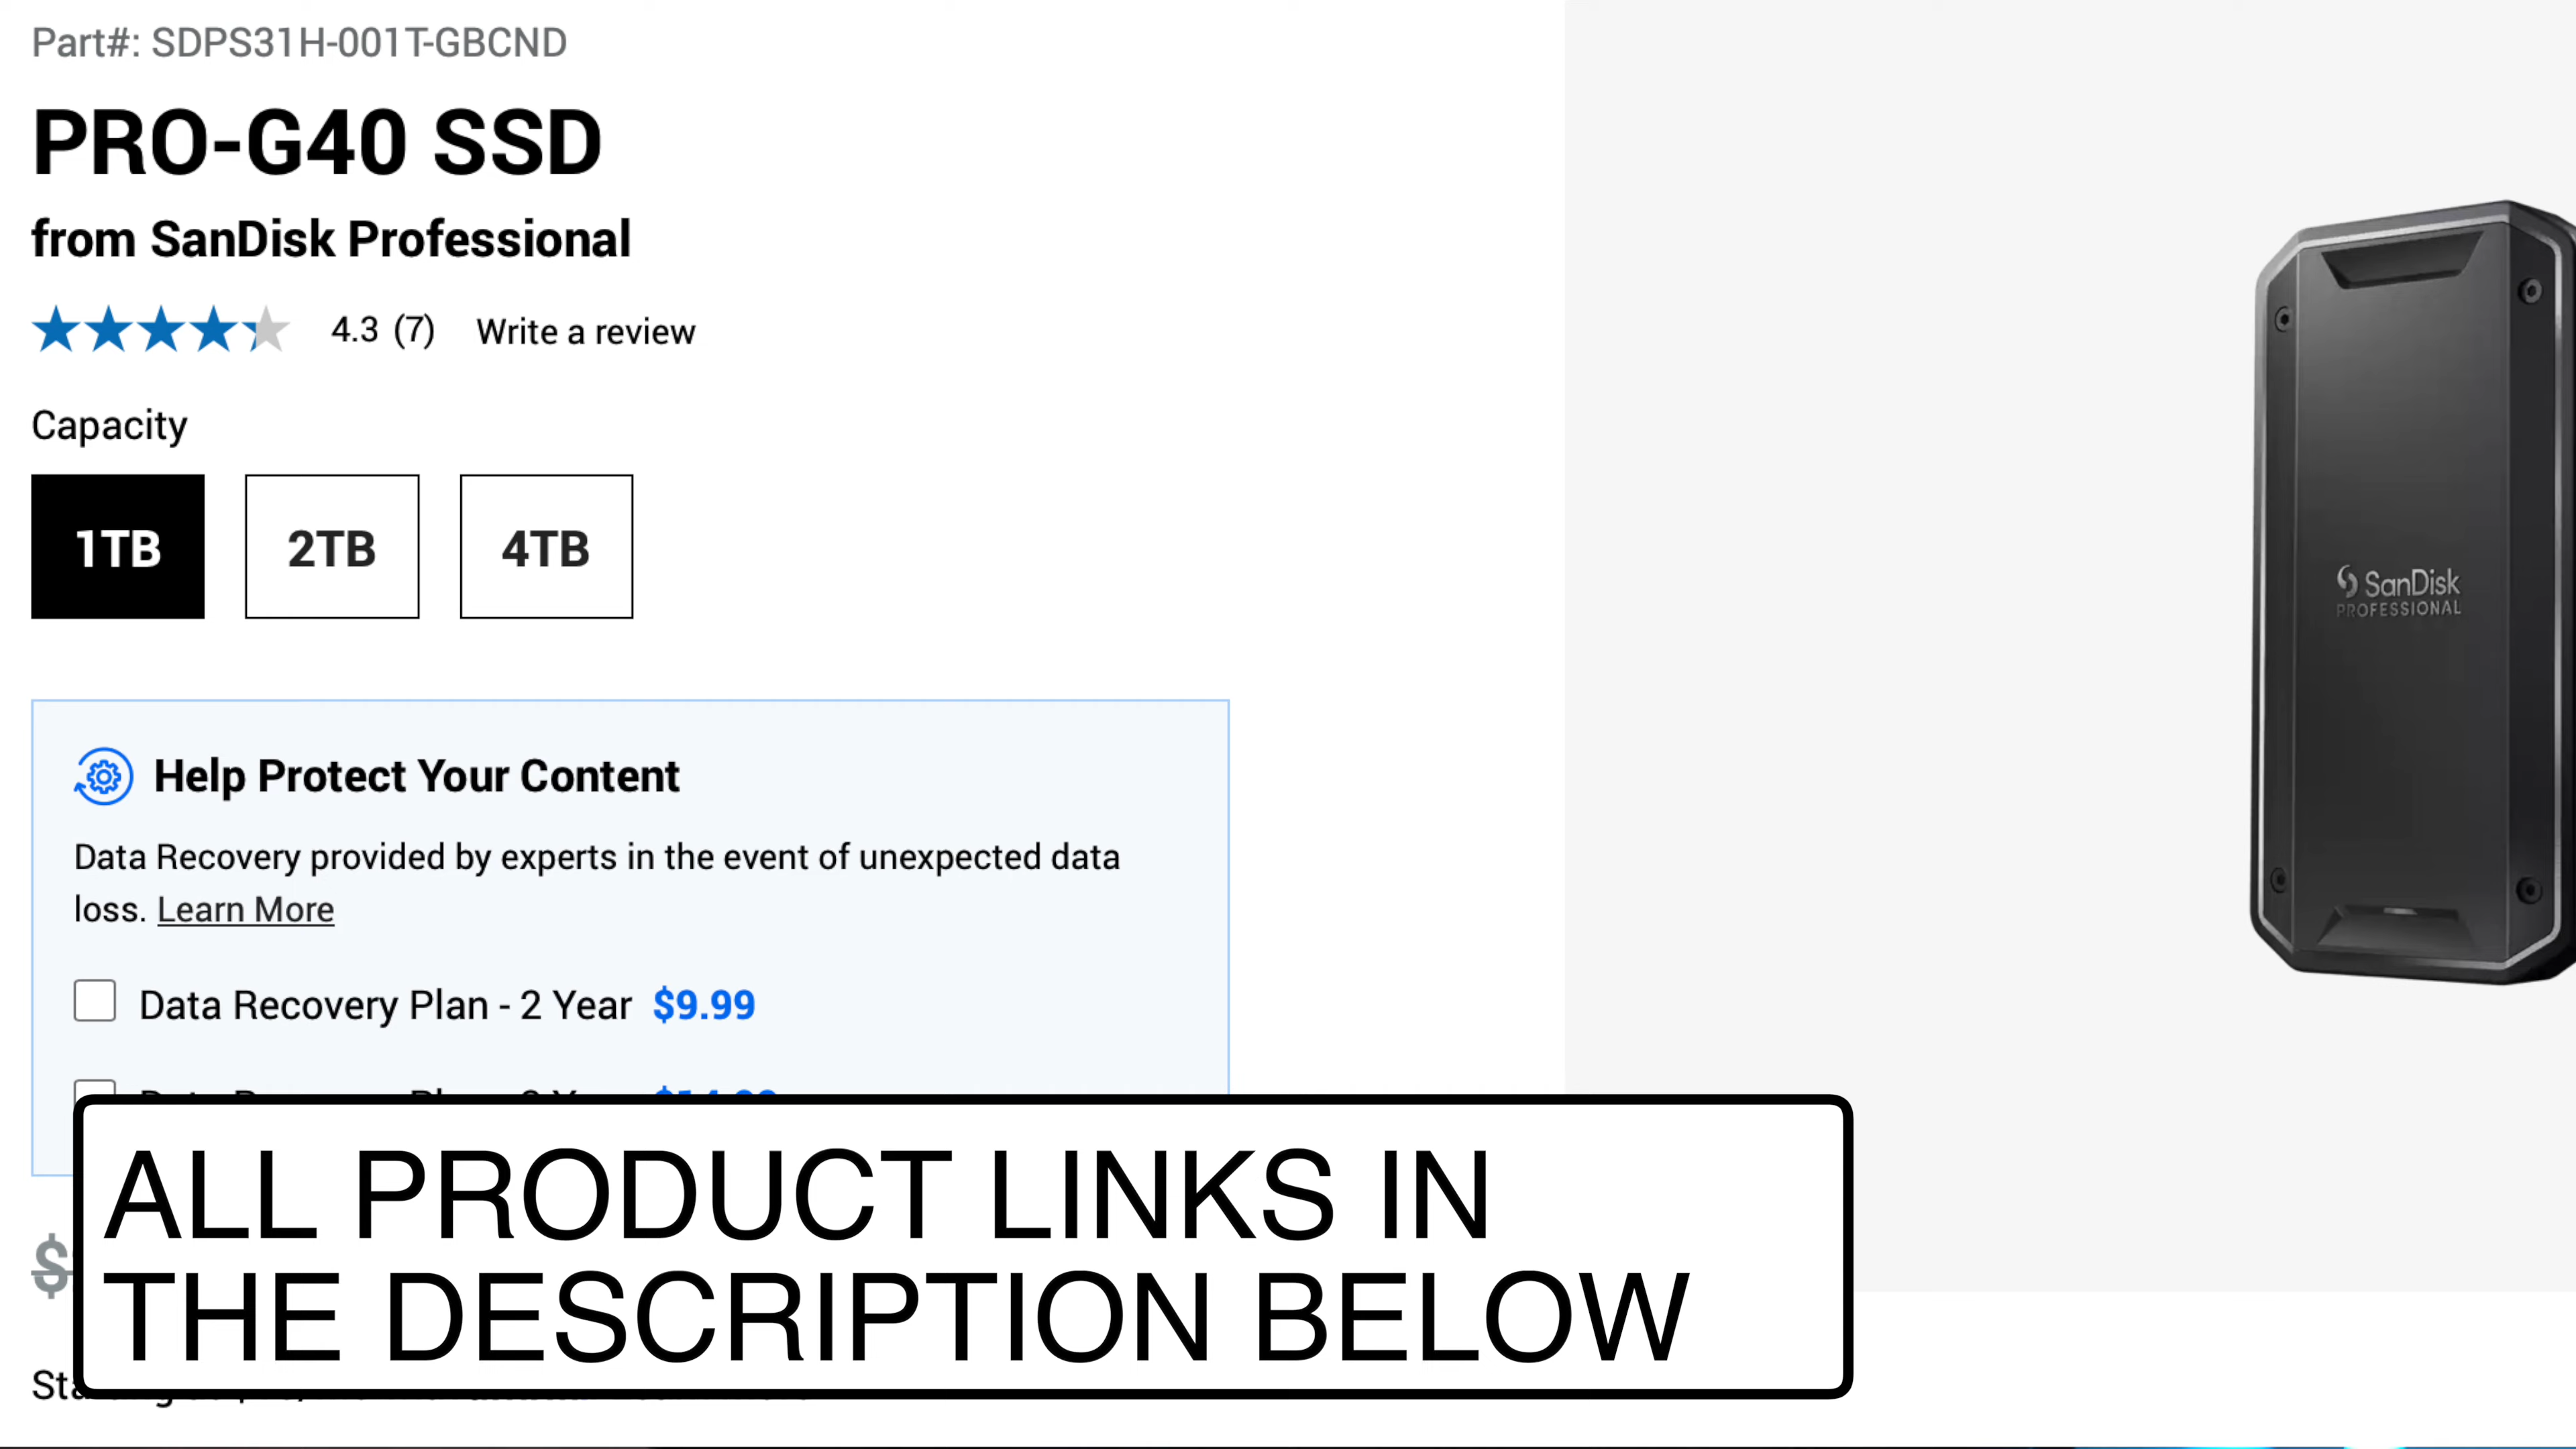 Part#: SDPS31H-001T-GBCND
PRO-G40 SSD
from SanDisk Professional
4.3 (7) Write a review
Capacity
1TB 2TB 4TB
SanDisk
PROFESSIONAL
Help Protect Your Content
Data Recovery provided by experts in the event of unexpected data
loss. Learn More
Data Recovery Plan - 2 Year $9.99
ALL PRODUCT LINKS IN
THE DESCRIPTION BELOW